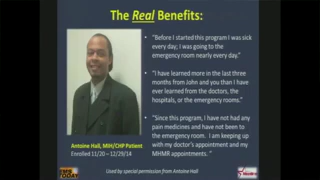 The Real Benefits:
• "Before I started this program I was sick
every day; I was going to the
emergency room nearly every day."
• "I have learned more in the last three
months from John and you than I have
ever learned from the doctors, the
hospitals, or the emergency rooms."
• "Since this program, I have not had any
pain medicines and have not been to
the emergency room. I am keeping up
with my doctor's appointment and my
MHMR appointments."
Antoine Hall, MIH/CHP Patient
Enrolled 11/20 – 12/29/14
EMS
TODAY
Used by special permission from Antoine Hall